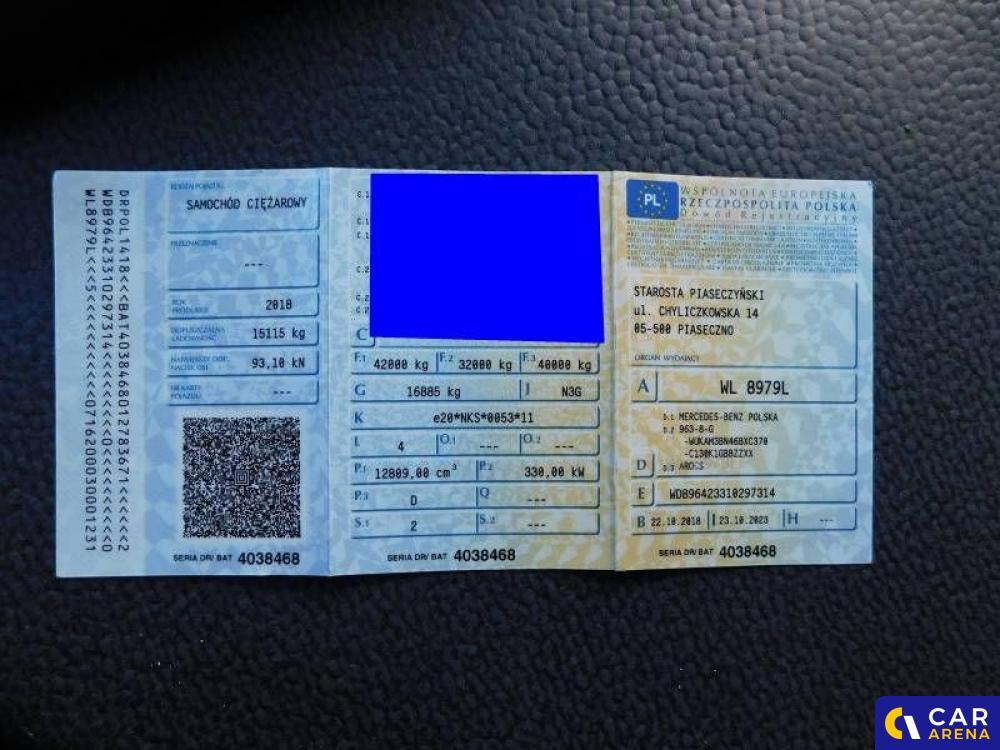 DRPOL1418<<BAT4038468012783671<<<<<2
WDB96423310297314<<<<<<<<<<0<<<<<<<0
WL8979L<<5<<<<<<<<<<0716200030001231
RODZAJ POJAZDU
SAMOCHÓD CIĘŻAROWY
PRZEZNACZENIE
---
ROK PRODUKCJI 2018
DOPUSZCZALNA ŁADOWNOŚĆ 15115 kg
NAJWIĘKSZY DOP. NACISK OSI 93,10 kN
NR KARTY POJAZDU ---
SERIA DR/ BAT 4038468
C
F.1 42000 kg F.2 32000 kg F.3 40000 kg
G 16885 kg J N3G
K e20*NKS*0053*11
L 4 O.1 --- O.2 ---
P.1 12809,00 cm³ P.2 330,00 kW
P.3 D Q ---
S.1 2 S.2 ---
SERIA DR/ BAT 4038468
PL
WSPÓLNOTA EUROPEJSKA
RZECZPOSPOLITA POLSKA
Dowód Rejestracyjny
STAROSTA PIASECZYŃSKI
ul. CHYLICZKOWSKA 14
05-500 PIASECZNO
ORGAN WYDAJĄCY
A WL 8979L
D.1 MERCEDES-BENZ POLSKA
D.2 963-8-G
-WUKAM3BN46BXC370
-C130K1GBBZZXX
D D.3 AROCS
E WDB96423310297314
B 22.10.2018 I 23.10.2023 H ---
SERIA DR/ BAT 4038468
CAR
ARENA